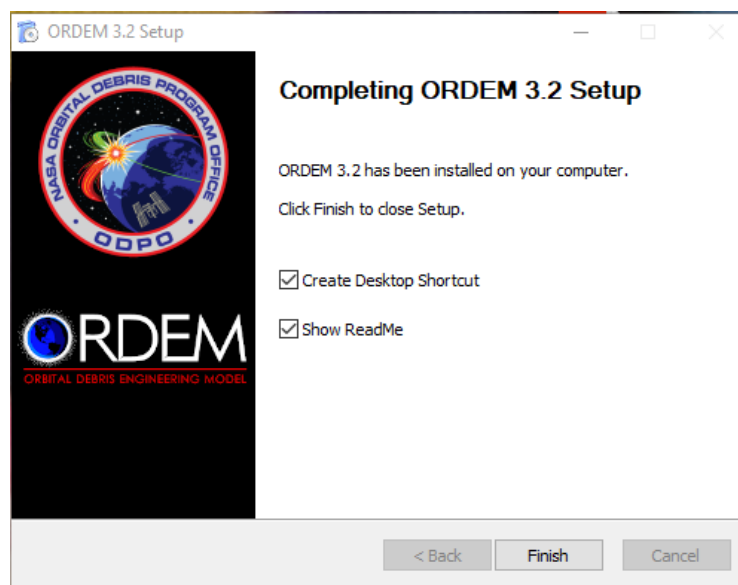 ORDEM 3.2 Setup
NASA ORBITAL DEBRIS PROGRAM OFFICE
ODPO
ORDEM
ORBITAL DEBRIS ENGINEERING MODEL
Completing ORDEM 3.2 Setup
ORDEM 3.2 has been installed on your computer.
Click Finish to close Setup.
Create Desktop Shortcut
Show ReadMe
< Back
Finish
Cancel